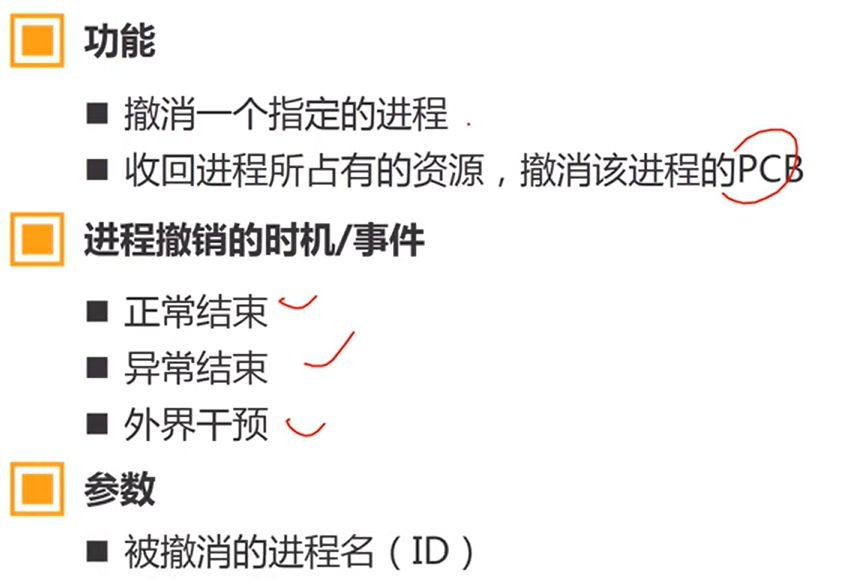 功能
撤消一个指定的进程
收回进程所占有的资源，撤消该进程的PCB
进程撤销的时机/事件
正常结束
异常结束
外界干预
参数
被撤消的进程名（ID）